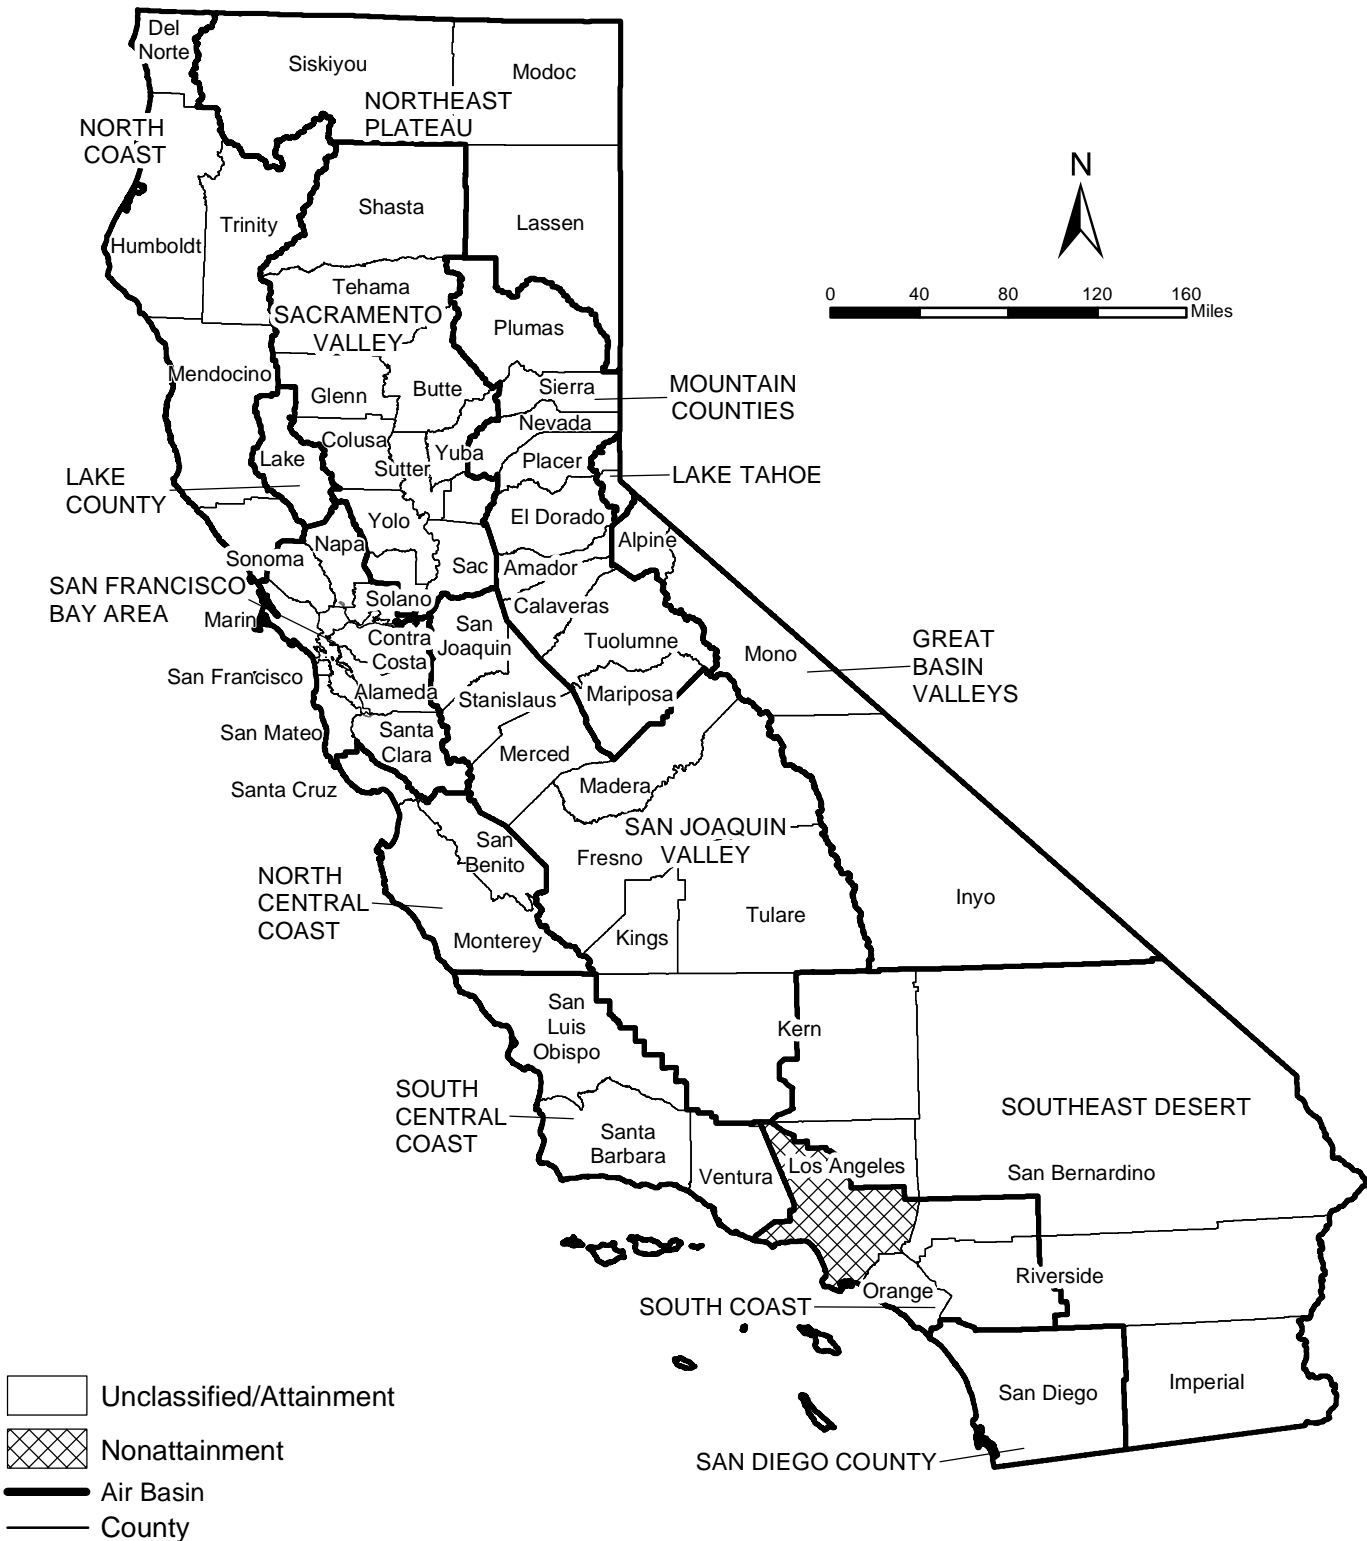 Del
Norte
Siskiyou
Modoc
NORTHEAST
PLATEAU
NORTH
COAST
N
Shasta
Trinity
Lassen
Humboldt
Tehama
0 40 80 120 160
Miles
SACRAMENTO
VALLEY
Plumas
Mendocino
Glenn
Butte
Sierra
MOUNTAIN
COUNTIES
Nevada
Colusa
Yuba
Lake
Sutter
Placer
LAKE TAHOE
LAKE
COUNTY
Yolo
El Dorado
Napa
Alpine
Sonoma
Sac
Amador
SAN FRANCISCO
BAY AREA
Solano
Calaveras
Marin
Contra
Costa
San
Joaquin
Tuolumne
GREAT
BASIN
VALLEYS
Mono
San Francisco
Alameda
Stanislaus
Mariposa
San Mateo
Santa
Clara
Merced
Santa Cruz
Madera
SAN JOAQUIN
VALLEY
San
Benito
Fresno
NORTH
CENTRAL
COAST
Inyo
Tulare
Monterey
Kings
San
Luis
Obispo
Kern
SOUTH
CENTRAL
COAST
SOUTHEAST DESERT
Santa
Barbara
Ventura
Los Angeles
San Bernardino
Riverside
Orange
SOUTH COAST
San Diego
Imperial
SAN DIEGO COUNTY
Unclassified/Attainment
Nonattainment
Air Basin
County